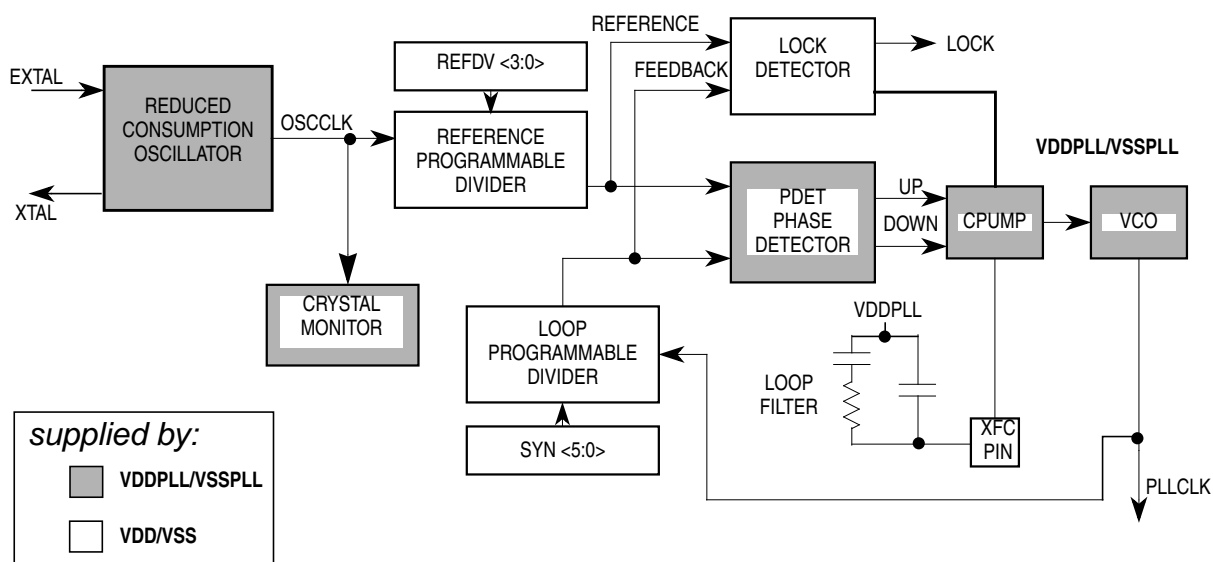 REFERENCE
LOCK
DETECTOR
LOCK
FEEDBACK
REFDV <3:0>
EXTAL
REDUCED
CONSUMPTION
OSCILLATOR
OSCCLK
REFERENCE
PROGRAMMABLE
DIVIDER
XTAL
VDDPLL/VSSPLL
PDET
PHASE
DETECTOR
UP
DOWN
CPUMP
VCO
CRYSTAL
MONITOR
LOOP
PROGRAMMABLE
DIVIDER
VDDPLL
LOOP
FILTER
XFC
PIN
SYN <5:0>
PLLCLK
supplied by:
VDDPLL/VSSPLL
VDD/VSS